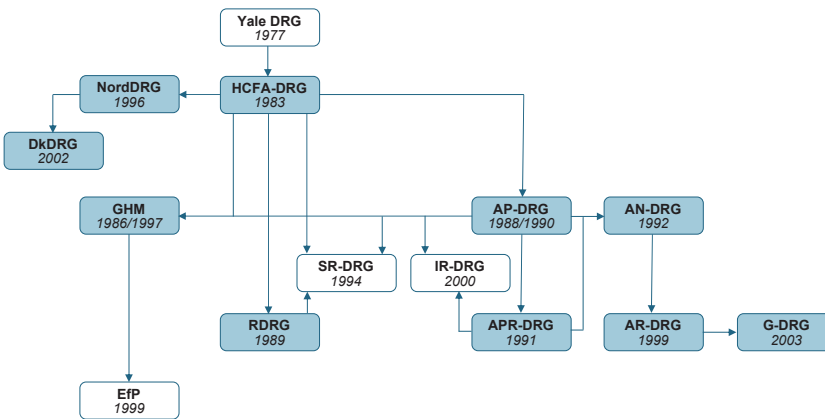 Yale DRG
1977
NordDRG
1996
HCFA-DRG
1983
DkDRG
2002
GHM
1986/1997
AP-DRG
1988/1990
AN-DRG
1992
SR-DRG
1994
IR-DRG
2000
RDRG
1989
APR-DRG
1991
AR-DRG
1999
G-DRG
2003
EfP
1999